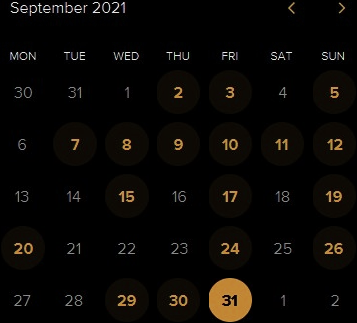 September 2021
MON TUE WED THU FRI SAT SUN
30 31 1 2 3 4 5
6 7 8 9 10 11 12
13 14 15 16 17 18 19
20 21 22 23 24 25 26
27 28 29 30 31 1 2